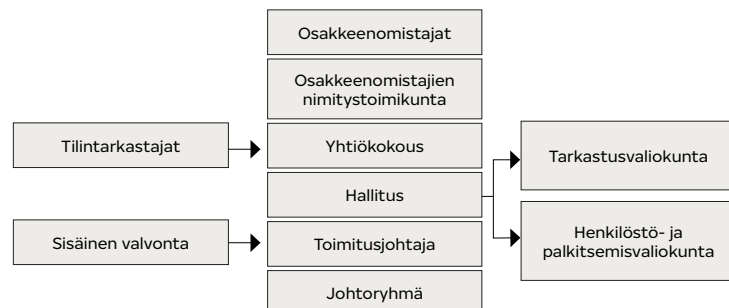 Osakkeenomistajat
Osakkeenomistajien
nimitystoimikunta
Tilintarkastajat
Yhtiökokous
Tarkastusvaliokunta
Hallitus
Sisäinen valvonta
Toimitusjohtaja
Henkilöstö- ja
palkitsemisvaliokunta
Johtoryhmä